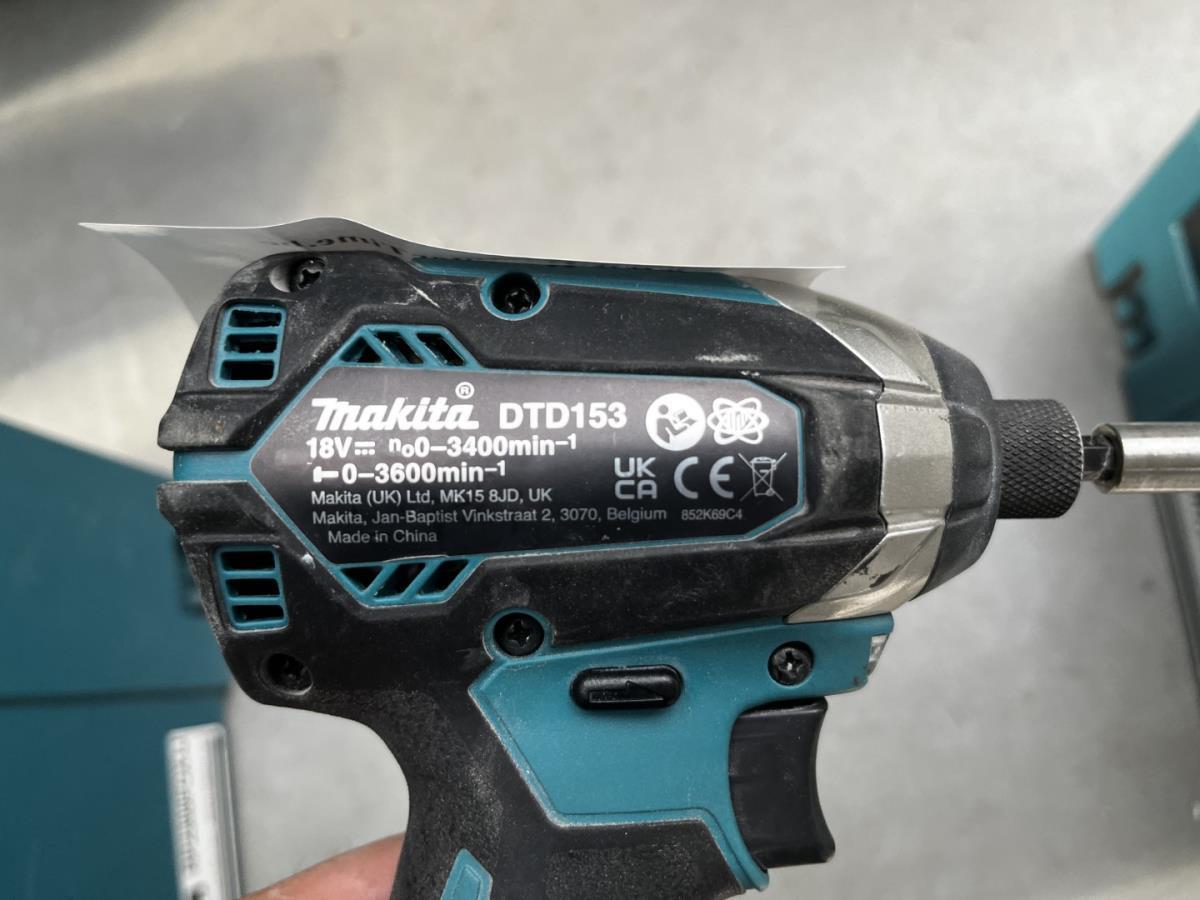 makita® DTD153
18V n₀0–3400min⁻¹
0–3600min⁻¹
UK
CA
CE
Makita (UK) Ltd, MK15 8JD, UK
Makita, Jan-Baptist Vinkstraat 2, 3070, Belgium 852K69C4
Made in China